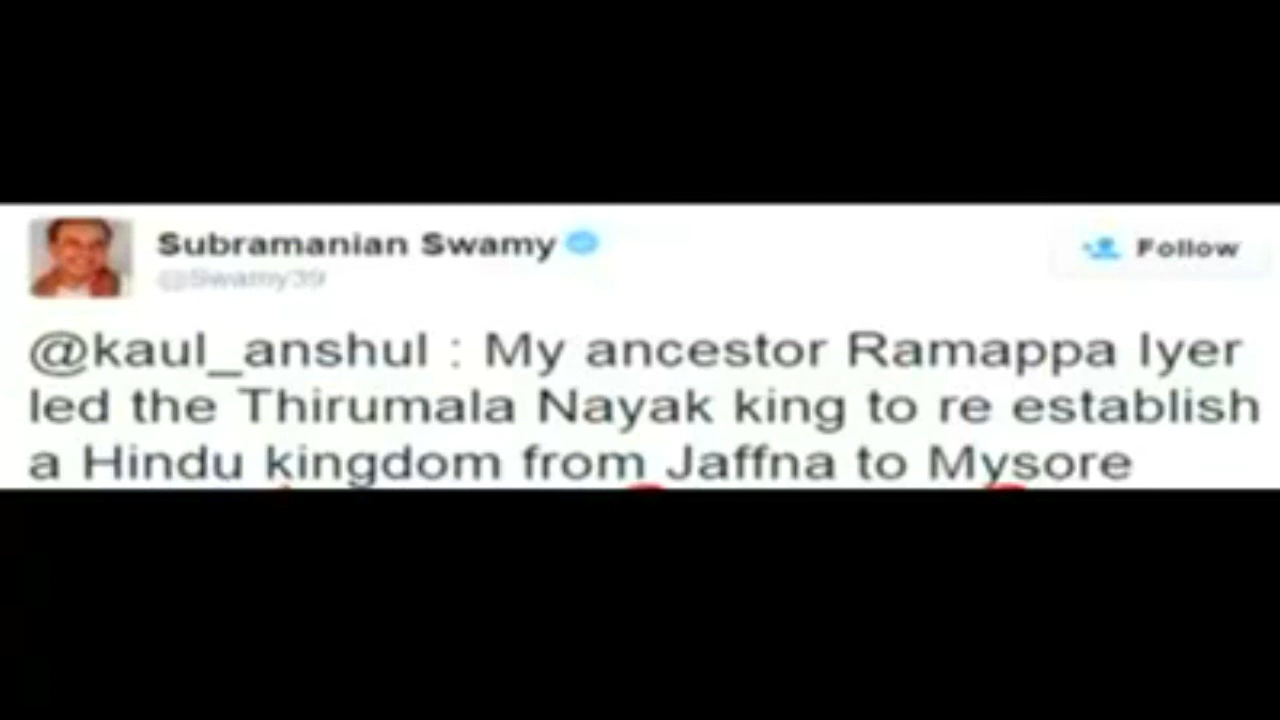 Subramanian Swamy
@Swamy39
Follow
@kaul_anshul : My ancestor Ramappa Iyer
led the Thirumala Nayak king to re establish
a Hindu kingdom from Jaffna to Mysore